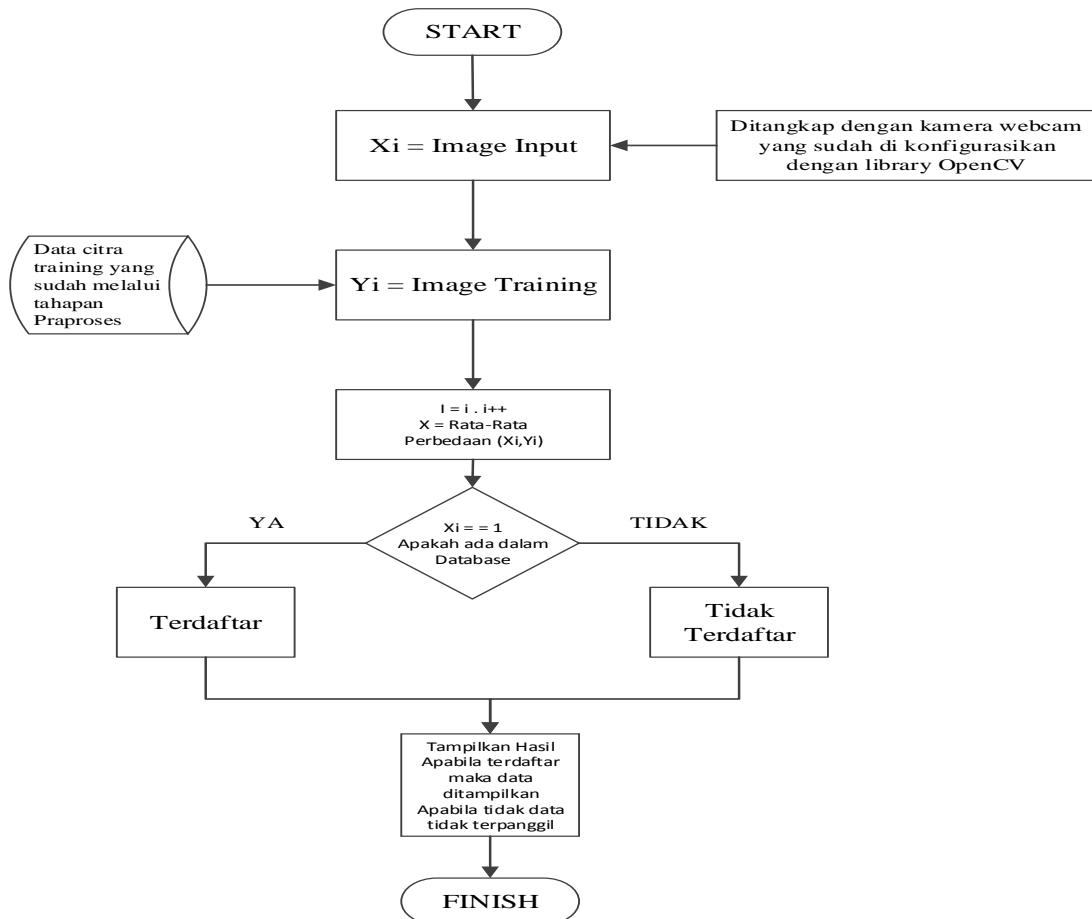 START
Xi = Image Input
Ditangkap dengan kamera webcam
yang sudah di konfigurasikan
dengan library OpenCV
Data citra
training yang
sudah melalui
tahapan
Praproses
Yi = Image Training
I = i . i++
X = Rata-Rata
Perbedaan (Xi,Yi)
YA
Xi = = 1
Apakah ada dalam
Database
TIDAK
Terdaftar
Tidak
Terdaftar
Tampilkan Hasil
Apabila terdaftar
maka data
ditampilkan
Apabila tidak data
tidak terpanggil
FINISH